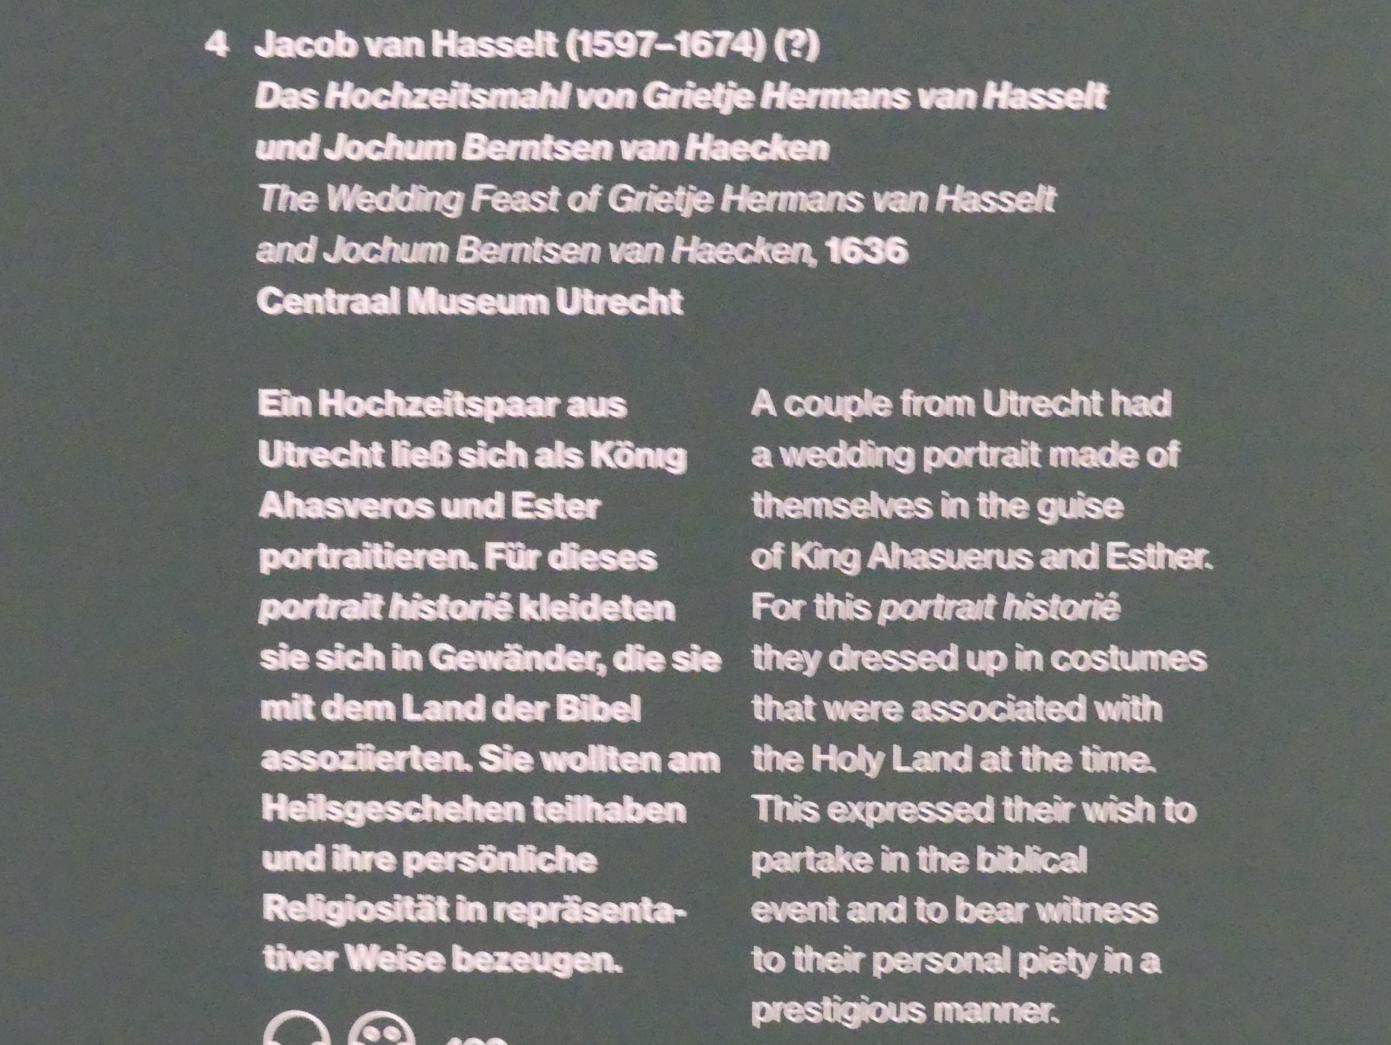 4 Jacob van Hasselt (1597–1674) (?)
Das Hochzeitsmahl von Grietje Hermans van Hasselt
und Jochum Berntsen van Haecken
The Wedding Feast of Grietje Hermans van Hasselt
and Jochum Berntsen van Haecken, 1636
Centraal Museum Utrecht
Ein Hochzeitspaar aus
Utrecht ließ sich als König
Ahasveros und Ester
portraitieren. Für dieses
portrait historié kleideten
sie sich in Gewänder, die sie
mit dem Land der Bibel
assoziierten. Sie wollten am
Heilsgeschehen teilhaben
und ihre persönliche
Religiosität in repräsenta-
tiver Weise bezeugen.
A couple from Utrecht had
a wedding portrait made of
themselves in the guise
of King Ahasuerus and Esther.
For this portrait historié
they dressed up in costumes
that were associated with
the Holy Land at the time.
This expressed their wish to
partake in the biblical
event and to bear witness
to their personal piety in a
prestigious manner.